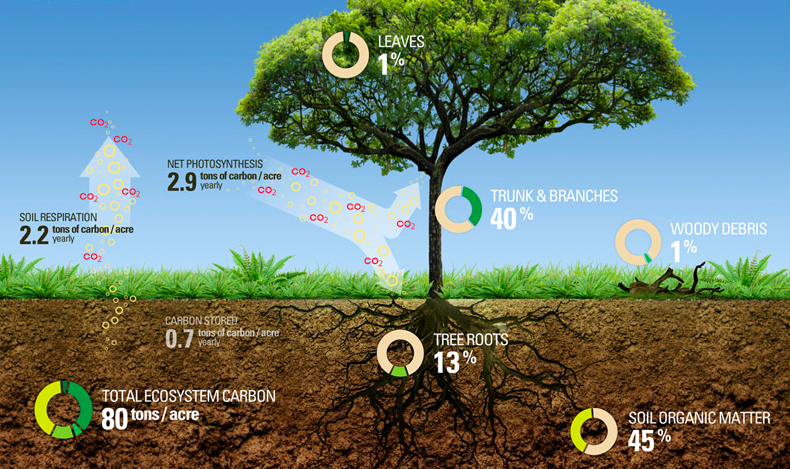 LEAVES
1%
CO2
CO2
NET PHOTOSYNTHESIS
2.9 tons of carbon / acre
yearly
CO2
CO2
CO2
CO2
CO2
CO2
CO2
CO2
TRUNK & BRANCHES
40%
SOIL RESPIRATION
2.2 tons of carbon / acre
yearly
WOODY DEBRIS
1%
CARBON STORED
0.7 tons of carbon / acre
yearly
TREE ROOTS
13%
TOTAL ECOSYSTEM CARBON
80 tons / acre
SOIL ORGANIC MATTER
45%